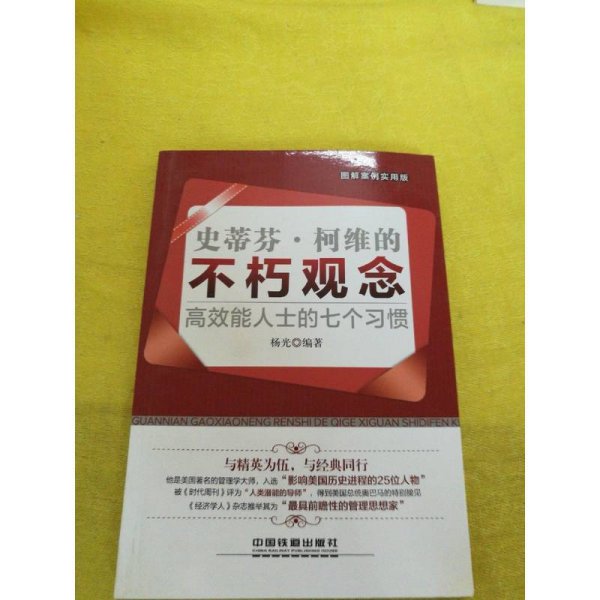 图解案例实用版
史蒂芬·柯维的
不朽观念
高效能人士的七个习惯
杨光◎编著
GUANNIAN GAOXIAONENG RENSHI DE QIGE XIGUAN SHIDIFEN K
与精英为伍，与经典同行
他是美国著名的管理学大师，入选“影响美国历史进程的25位人物”
被《时代周刊》评为“人类潜能的导师”，得到美国总统奥巴马的特别接见
《经济学人》杂志推举其为“最具前瞻性的管理思想家”
中国铁道出版社
CHINA RAILWAY PUBLISHING HOUSE